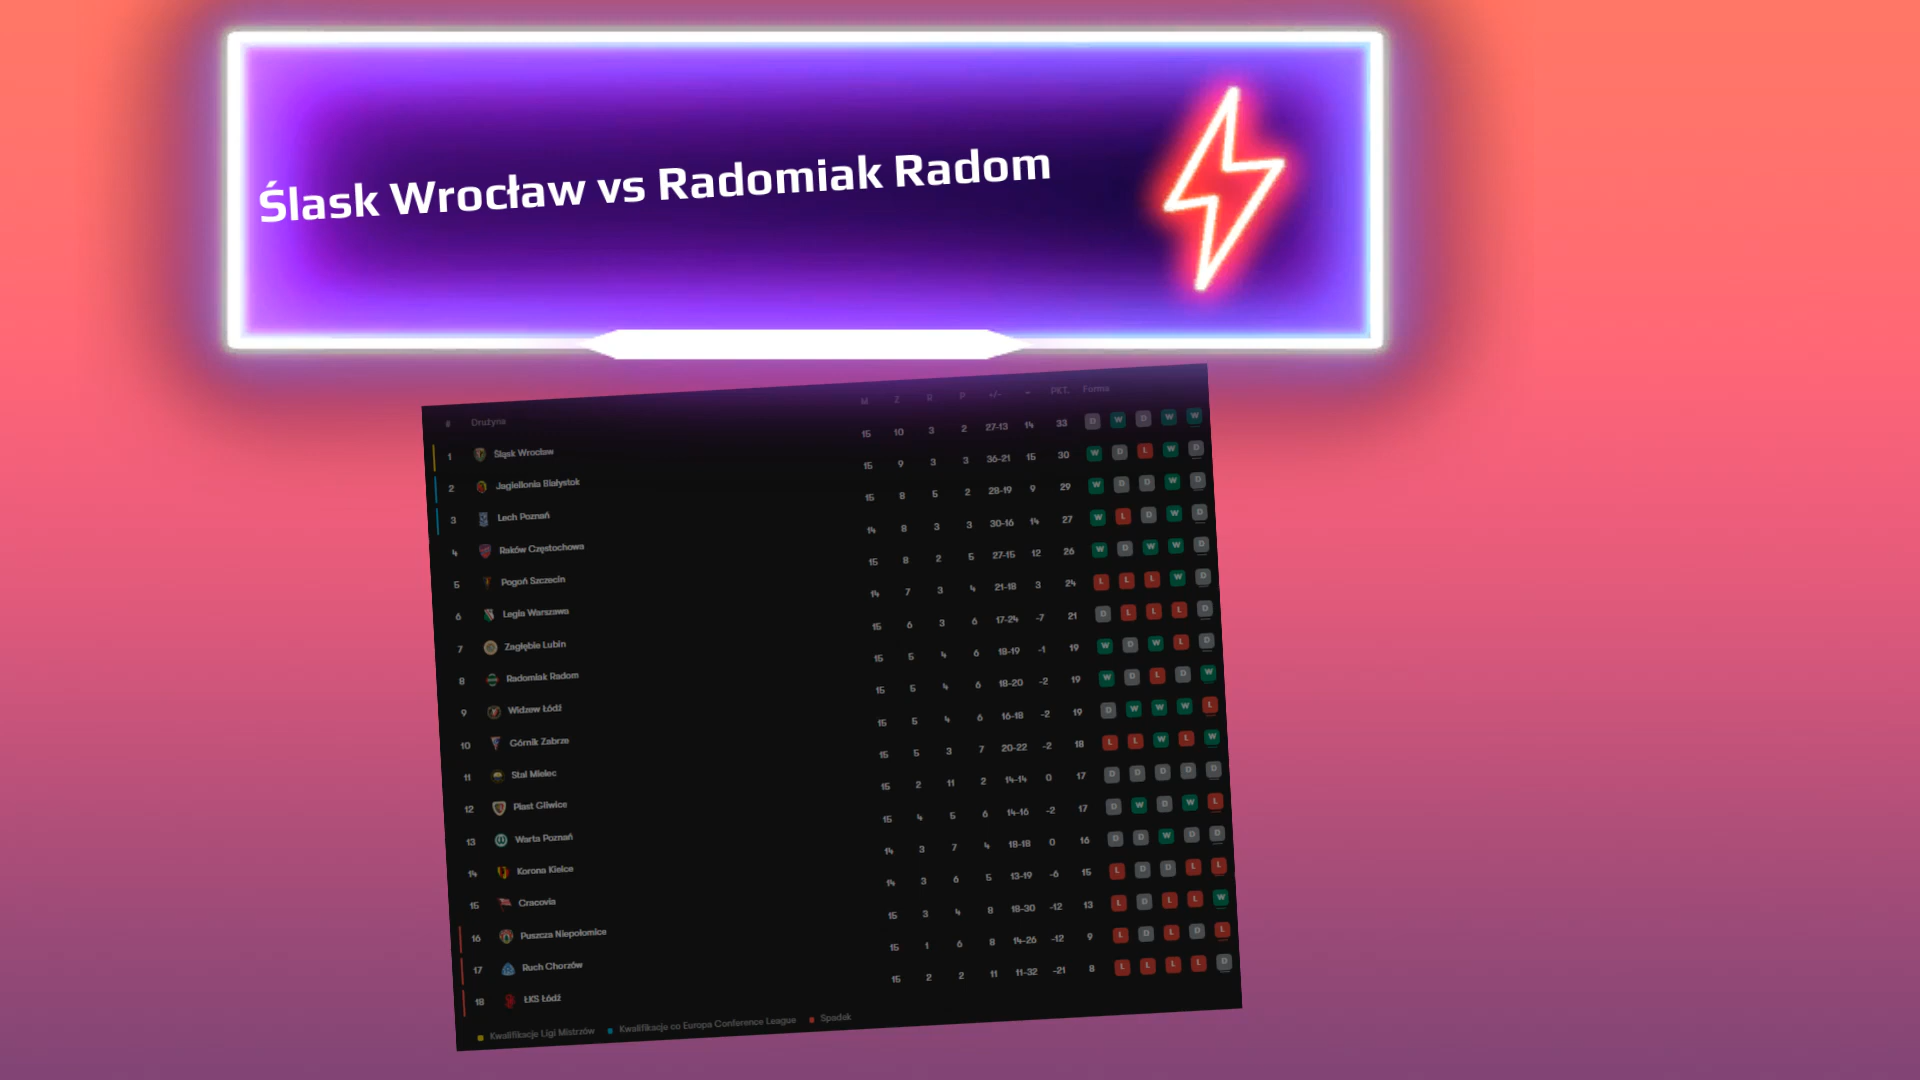 Ślask Wrocław vs Radomiak Radom
# Drużyna M Z R P +/- - PKT. Forma
1 Śląsk Wrocław 15 10 3 2 27-13 14 33 D W D W W
2 Jagiellonia Białystok 15 9 3 3 36-21 15 30 W D L W D
3 Lech Poznań 15 8 5 2 28-19 9 29 W D D W D
4 Raków Częstochowa 14 8 3 3 30-16 14 27 W L D W D
5 Pogoń Szczecin 15 8 2 5 27-15 12 26 W D W W D
6 Legia Warszawa 14 7 3 4 21-18 3 24 L L L W D
7 Zagłębie Lubin 15 6 3 6 17-24 -7 21 D L L L D
8 Radomiak Radom 15 5 4 6 18-19 -1 19 W D W L D
9 Widzew Łódź 15 5 4 6 18-20 -2 19 W D L D W
10 Górnik Zabrze 15 5 4 6 16-18 -2 19 D W W W L
11 Stal Mielec 15 5 3 7 20-22 -2 18 L L W L W
12 Piast Gliwice 15 2 11 2 14-14 0 17 D D D D D
13 Warta Poznań 15 4 5 6 14-16 -2 17 D W D W L
14 Korona Kielce 14 3 7 4 18-18 0 16 D D W D D
15 Cracovia 14 3 6 5 13-19 -6 15 L D D L L
16 Puszcza Niepołomice 15 3 4 8 18-30 -12 13 L D L L W
17 Ruch Chorzów 15 1 6 8 14-26 -12 9 L D L D L
18 ŁKS Łódź 15 2 2 11 11-32 -21 8 L L L L D
Kwalifikacje Ligi Mistrzów Kwalifikacje co Europa Conference League Spadek